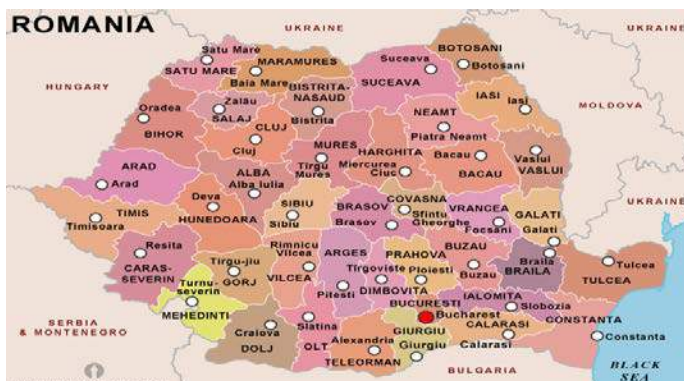 ROMANIA
UKRAINE
UKRAINE
Satu Mare
SATU MARE
MARAMURES
Baia Mare
Suceava
SUCEAVA
BOTOSANI
Botosani
HUNGARY
BISTRITA-
NASAUD
Bistrita
Zalău
SALAJ
Oradea
BIHOR
CLUJ
Cluj
NEAMT
Piatra Neamt
IASI
Iasi
MOLDOVA
MURES
Tirgu
Mures
HARGHITA
Miercurea
Ciuc
Bacau
BACAU
Vaslui
VASLUI
ARAD
Arad
ALBA
Alba Iulia
Deva
HUNEDOARA
SIBIU
Sibiu
BRASOV
Brasov
COVASNA
Sfintu
Gheorghe
VRANCEA
Focsani
GALATI
Galati
UKRAINE
TIMIS
Timisoara
Resita
CARAS-
SEVERIN
Tirgu-jiu
GORJ
Rimnicu
Vilcea
VILCEA
ARGES
Pitesti
PRAHOVA
Ploiesti
Tirgoviste
DIMBOVITA
BUZAU
Buzau
Braila
BRAILA
Tulcea
TULCEA
Turnu-
severin
MEHEDINTI
BUCURESTI
Bucharest
IALOMITA
Slobozia
CONSTANTA
Constanta
SERBIA
& MONTENEGRO
Craiova
DOLJ
Slatina
OLT
Alexandria
TELEORMAN
GIURGIU
Giurgiu
CALARASI
Calarasi
BULGARIA
BLACK
SEA